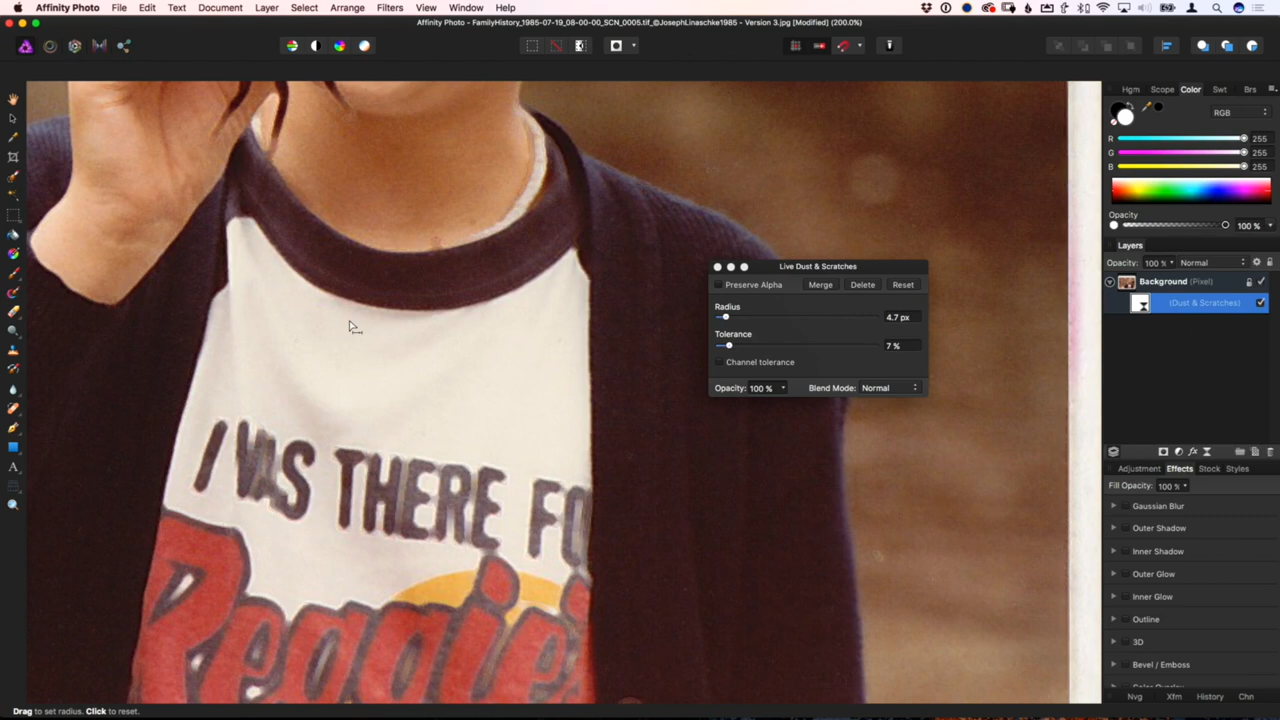 Affinity Photo File Edit Text Document Layer Select Arrange Filters View Window Help
Affinity Photo - FamilyHistory_1985-07-19_08-00-00_SCN_0005.tif_©JosephLinaschke1985 - Version 3.jpg [Modified] (200.0%)
Hgm Scope Color Swt Brs
RGB
R 255
G 255
B 255
Opacity
100 %
Layers
Opacity: 100 % Normal
Background (Pixel)
(Dust & Scratches)
Live Dust & Scratches
Preserve Alpha Merge Delete Reset
Radius
4.7 px
Tolerance
7 %
Channel tolerance
Opacity: 100 % Blend Mode: Normal
I WAS THERE FO
Reggie
Adjustment Effects Stock Styles
Fill Opacity: 100 %
Gaussian Blur
Outer Shadow
Inner Shadow
Outer Glow
Inner Glow
Outline
3D
Bevel / Emboss
Nvg Xfm History Chn
Drag to set radius. Click to reset.